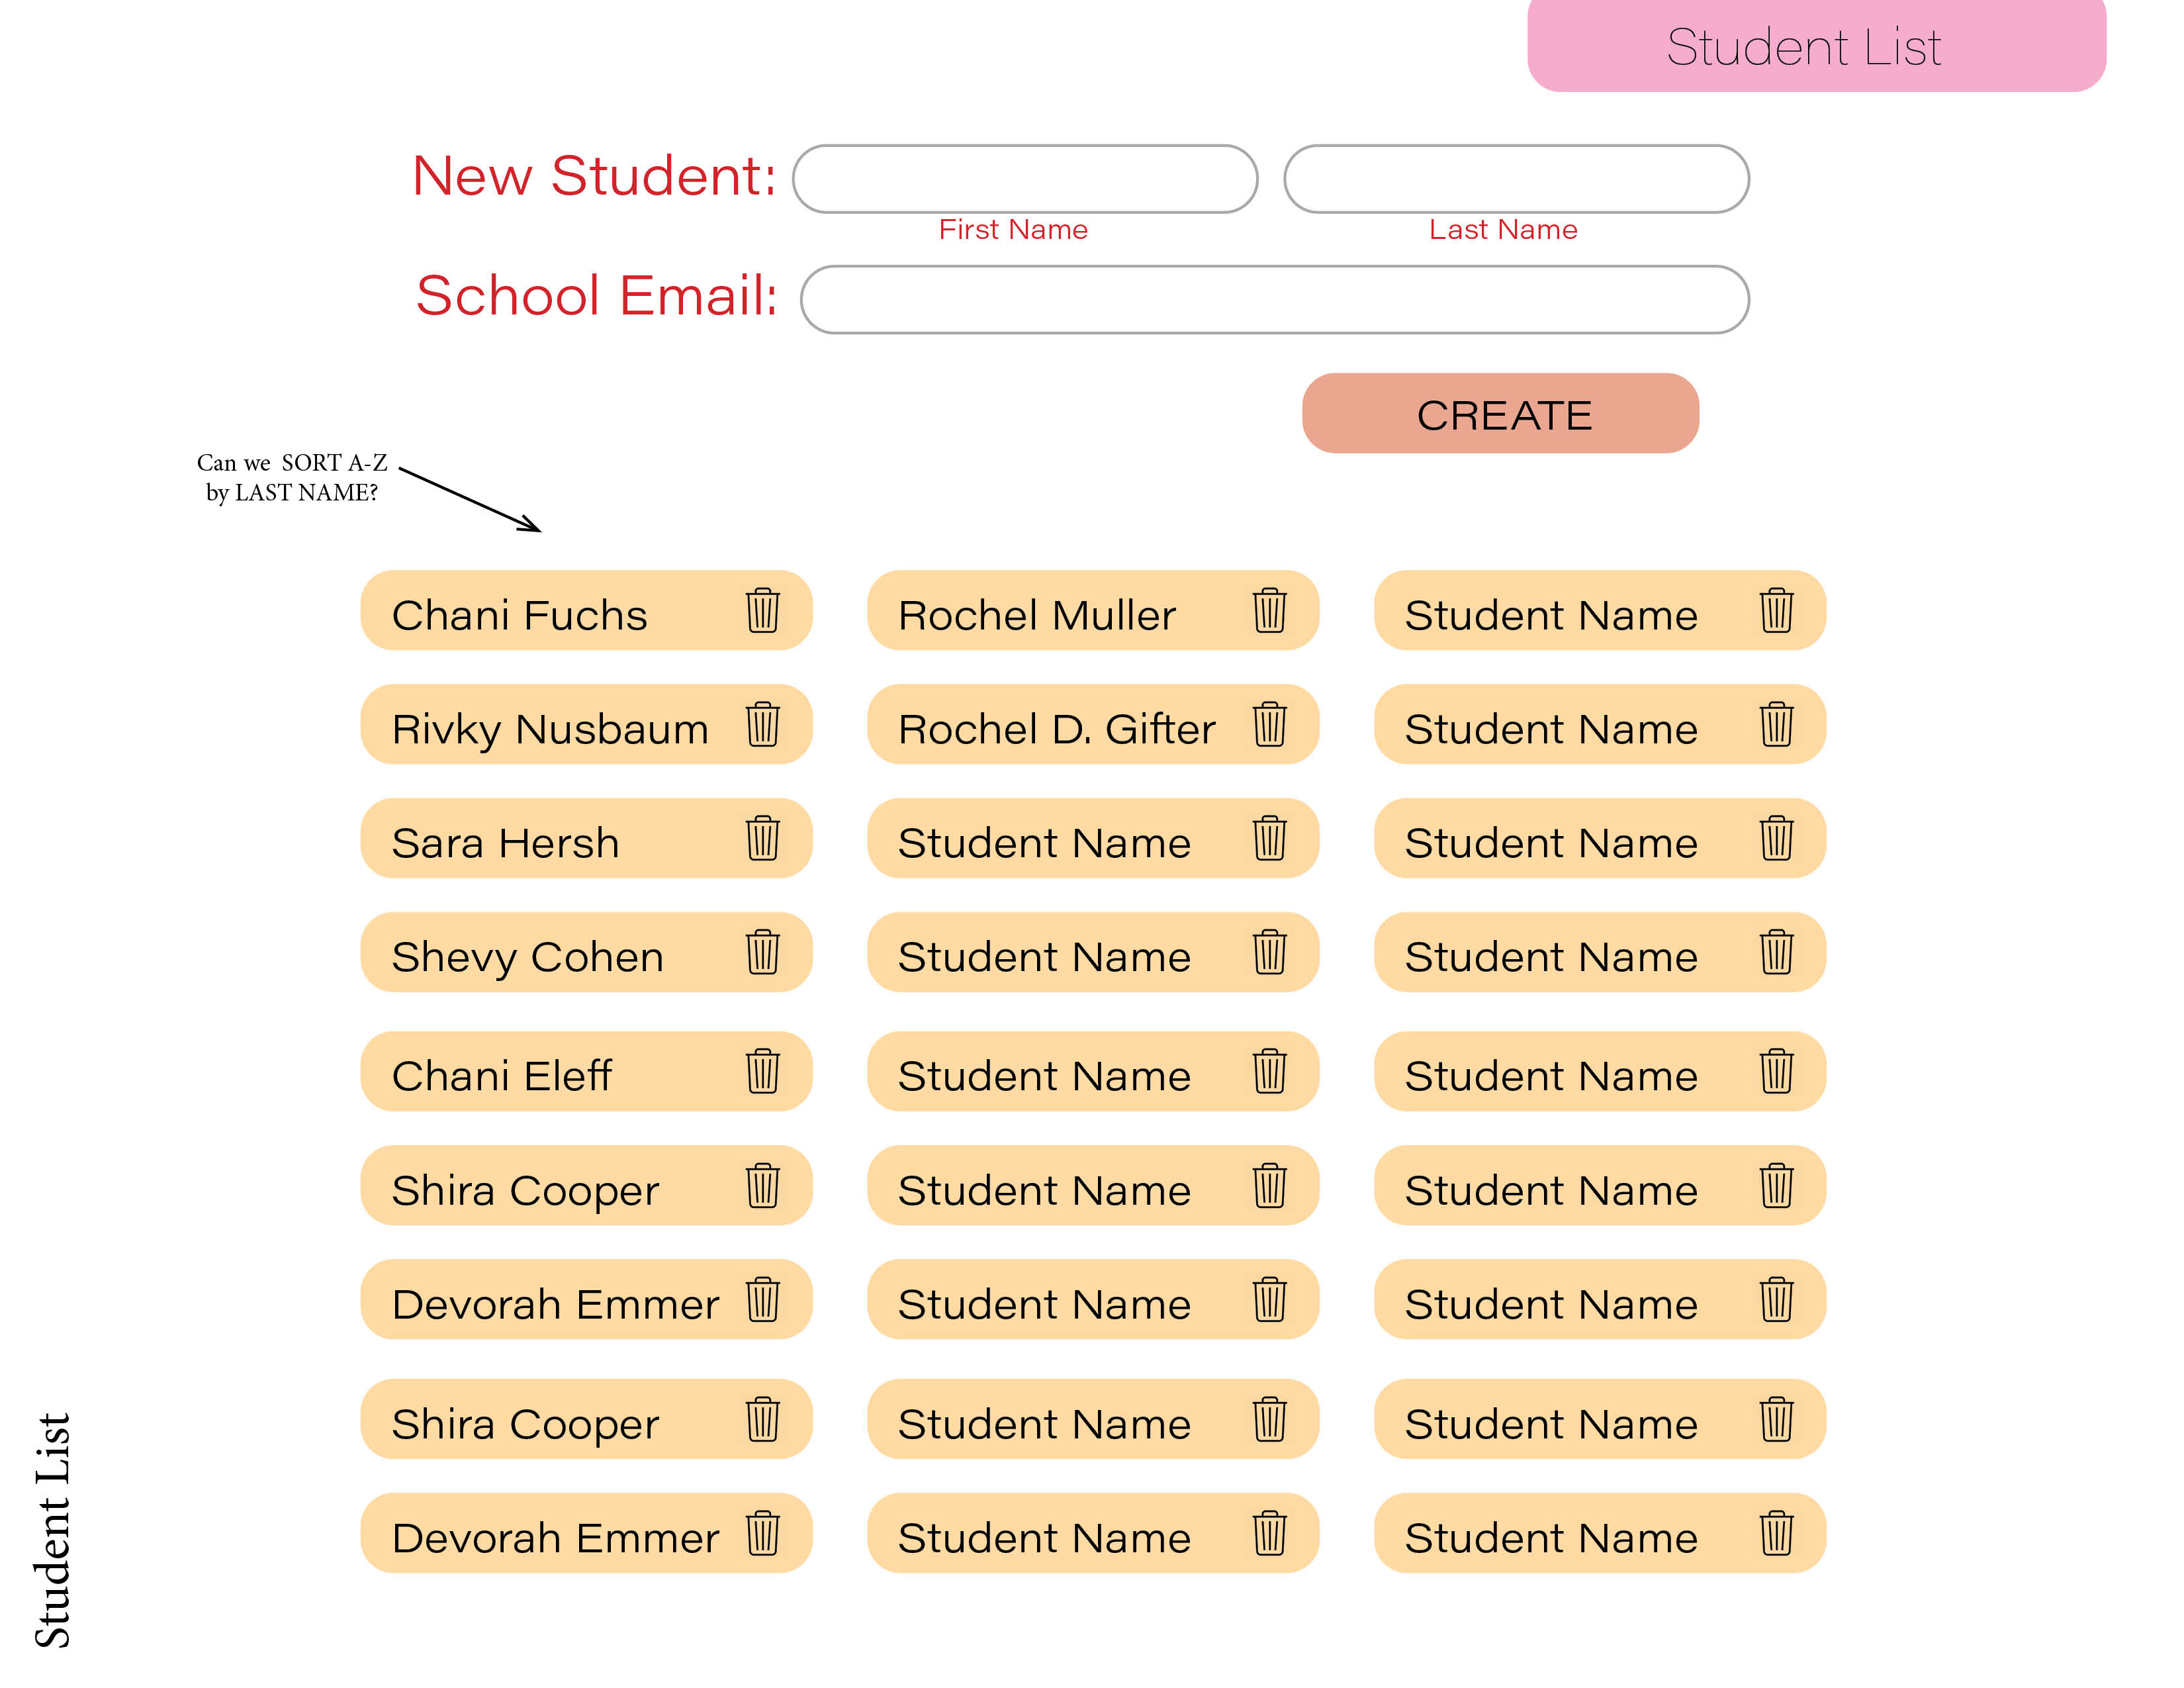 Student List
New Student:
First Name Last Name
School Email:
CREATE
Can we SORT A-Z
by LAST NAME?
Chani Fuchs Rochel Muller Student Name
Rivky Nusbaum Rochel D. Gifter Student Name
Sara Hersh Student Name Student Name
Shevy Cohen Student Name Student Name
Chani Eleff Student Name Student Name
Shira Cooper Student Name Student Name
Devorah Emmer Student Name Student Name
Shira Cooper Student Name Student Name
Devorah Emmer Student Name Student Name
Student List